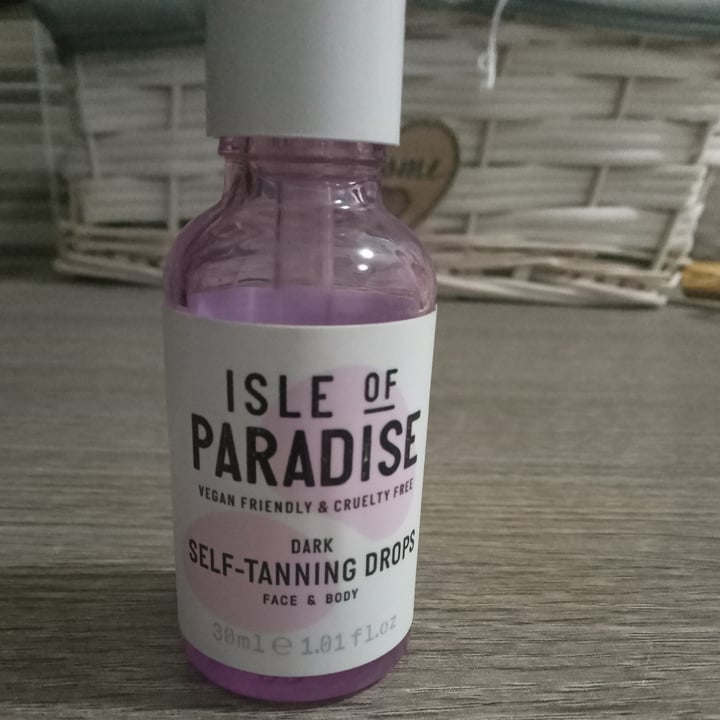 ISLE OF
PARADISE
VEGAN FRIENDLY & CRUELTY FREE
DARK
SELF-TANNING DROPS
FACE & BODY
30ml e 1.01 fl.oz